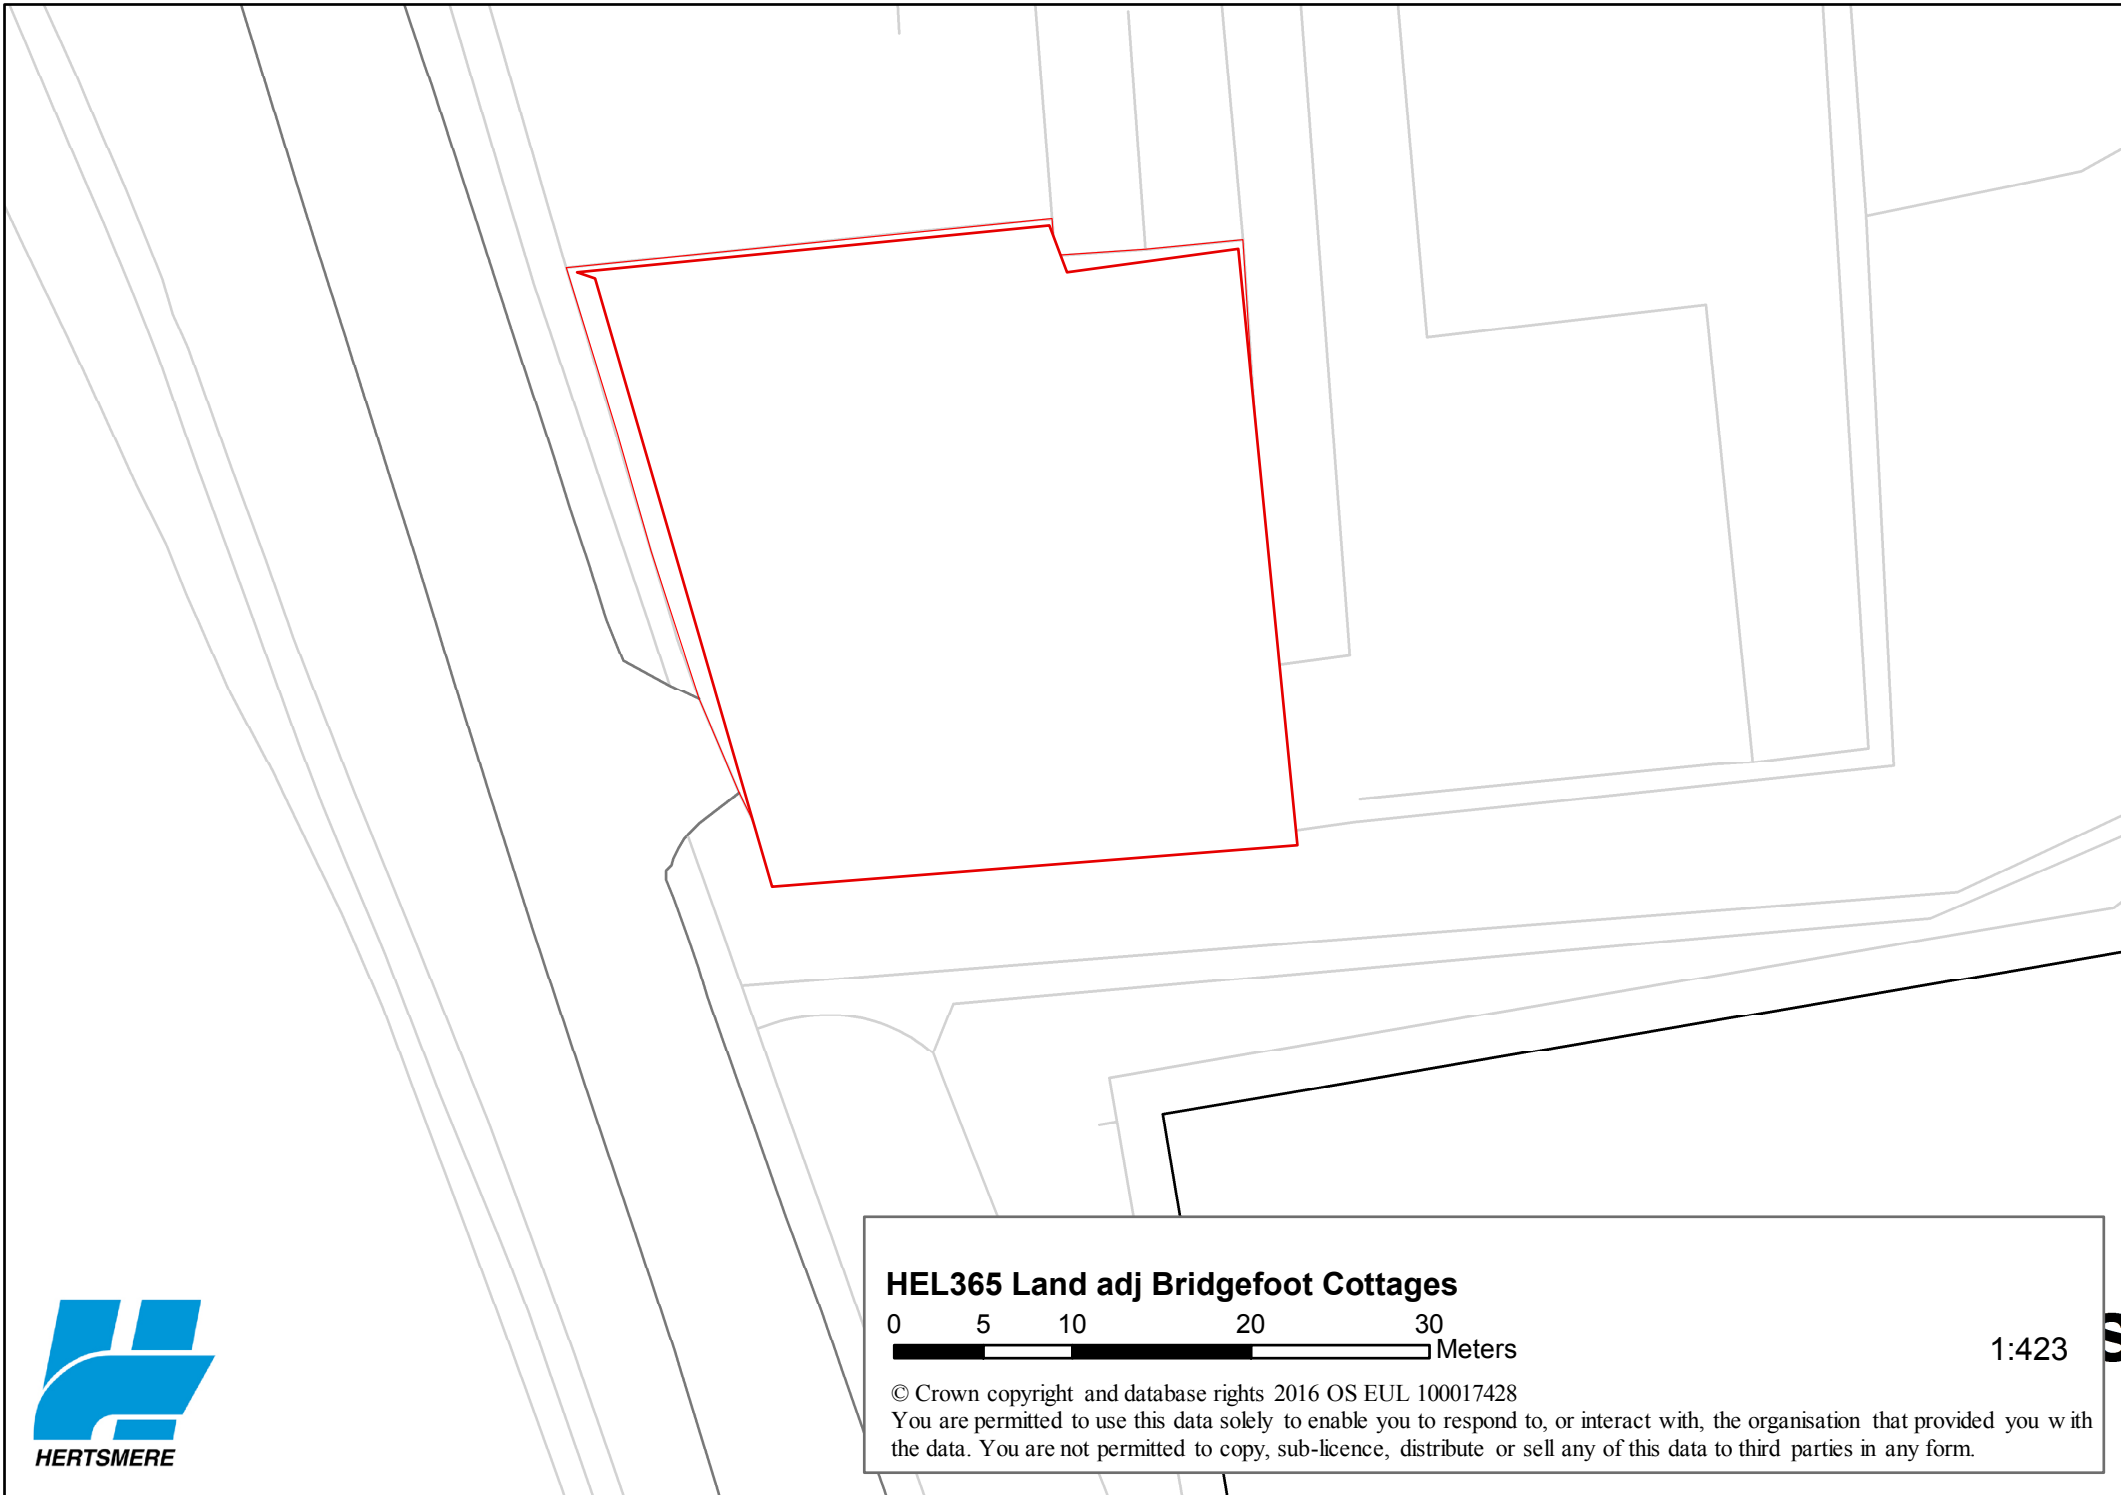 HEL365 Land adj Bridgefoot Cottages
0 5 10 20 30
Meters
1:423
© Crown copyright and database rights 2016 OS EUL 100017428
You are permitted to use this data solely to enable you to respond to, or interact with, the organisation that provided you with
the data. You are not permitted to copy, sub-licence, distribute or sell any of this data to third parties in any form.
HERTSMERE